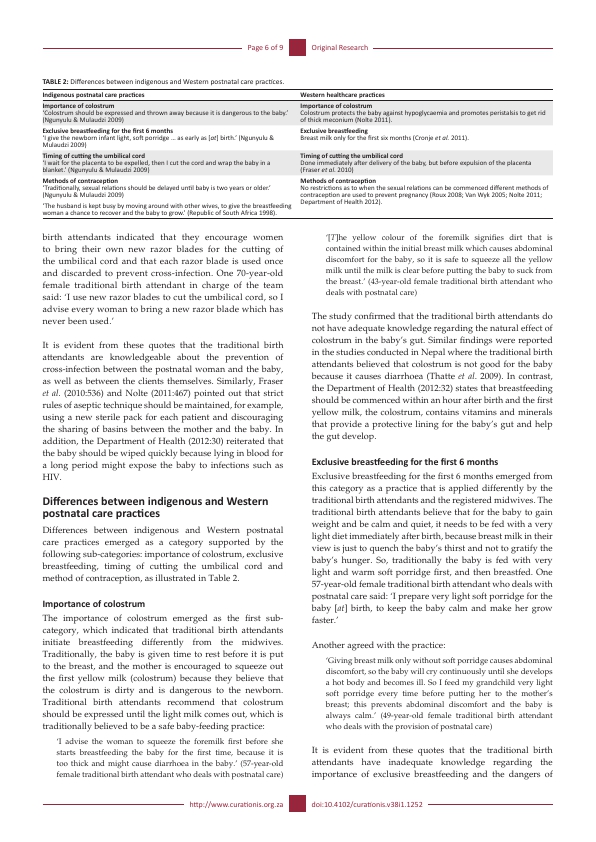 Page 6 of 9
Original Research
TABLE 2: Differences between indigenous and Western postnatal care practices.
Indigenous postnatal care practices
Western healthcare practices
Importance of colostrum
'Colostrum should be expressed and thrown away because it is dangerous to the baby.'
(Ngunyulu & Mulaudzi 2009)
Importance of colostrum
Colostrum protects the baby against hypoglycaemia and promotes peristalsis to get rid
of thick meconium (Nolte 2011).
Exclusive breastfeeding for the first 6 months
'I give the newborn infant light, soft porridge … as early as [at] birth.' (Ngunyulu &
Mulaudzi 2009)
Exclusive breastfeeding
Breast milk only for the first six months (Cronje et al. 2011).
Timing of cutting the umbilical cord
'I wait for the placenta to be expelled, then I cut the cord and wrap the baby in a
blanket.' (Ngunyulu & Mulaudzi 2009)
Timing of cutting the umbilical cord
Done immediately after delivery of the baby, but before expulsion of the placenta
(Fraser et al. 2010)
Methods of contraception
'Traditionally, sexual relations should be delayed until baby is two years or older.'
(Ngunyulu & Mulaudzi 2009)
'The husband is kept busy by moving around with other wives, to give the breastfeeding
woman a chance to recover and the baby to grow.' (Republic of South Africa 1998).
Methods of contraception
No restrictions as to when the sexual relations can be commenced different methods of
contraception are used to prevent pregnancy (Roux 2008; Van Wyk 2005; Nolte 2011;
Department of Health 2012).
birth attendants indicated that they encourage women
to bring their own new razor blades for the cutting of
the umbilical cord and that each razor blade is used once
and discarded to prevent cross-infection. One 70-year-old
female traditional birth attendant in charge of the team
said: 'I use new razor blades to cut the umbilical cord, so I
advise every woman to bring a new razor blade which has
never been used.'
It is evident from these quotes that the traditional birth
attendants are knowledgeable about the prevention of
cross-infection between the postnatal woman and the baby,
as well as between the clients themselves. Similarly, Fraser
et al. (2010:536) and Nolte (2011:467) pointed out that strict
rules of aseptic technique should be maintained, for example,
using a new sterile pack for each patient and discouraging
the sharing of basins between the mother and the baby. In
addition, the Department of Health (2012:30) reiterated that
the baby should be wiped quickly because lying in blood for
a long period might expose the baby to infections such as
HIV.
Differences between indigenous and Western
postnatal care practices
Differences between indigenous and Western postnatal
care practices emerged as a category supported by the
following sub-categories: importance of colostrum, exclusive
breastfeeding, timing of cutting the umbilical cord and
method of contraception, as illustrated in Table 2.
Importance of colostrum
The importance of colostrum emerged as the first sub-
category, which indicated that traditional birth attendants
initiate breastfeeding differently from the midwives.
Traditionally, the baby is given time to rest before it is put
to the breast, and the mother is encouraged to squeeze out
the first yellow milk (colostrum) because they believe that
the colostrum is dirty and is dangerous to the newborn.
Traditional birth attendants recommend that colostrum
should be expressed until the light milk comes out, which is
traditionally believed to be a safe baby-feeding practice:
'I advise the woman to squeeze the foremilk first before she
starts breastfeeding the baby for the first time, because it is
too thick and might cause diarrhoea in the baby.' (57-year-old
female traditional birth attendant who deals with postnatal care)
'[T]he yellow colour of the foremilk signifies dirt that is
contained within the initial breast milk which causes abdominal
discomfort for the baby, so it is safe to squeeze all the yellow
milk until the milk is clear before putting the baby to suck from
the breast.' (43-year-old female traditional birth attendant who
deals with postnatal care)
The study confirmed that the traditional birth attendants do
not have adequate knowledge regarding the natural effect of
colostrum in the baby's gut. Similar findings were reported
in the studies conducted in Nepal where the traditional birth
attendants believed that colostrum is not good for the baby
because it causes diarrhoea (Thatte et al. 2009). In contrast,
the Department of Health (2012:32) states that breastfeeding
should be commenced within an hour after birth and the first
yellow milk, the colostrum, contains vitamins and minerals
that provide a protective lining for the baby's gut and help
the gut develop.
Exclusive breastfeeding for the first 6 months
Exclusive breastfeeding for the first 6 months emerged from
this category as a practice that is applied differently by the
traditional birth attendants and the registered midwives. The
traditional birth attendants believe that for the baby to gain
weight and be calm and quiet, it needs to be fed with a very
light diet immediately after birth, because breast milk in their
view is just to quench the baby's thirst and not to gratify the
baby's hunger. So, traditionally the baby is fed with very
light and warm soft porridge first, and then breastfed. One
57-year-old female traditional birth attendant who deals with
postnatal care said: 'I prepare very light soft porridge for the
baby [at] birth, to keep the baby calm and make her grow
faster.'
Another agreed with the practice:
'Giving breast milk only without soft porridge causes abdominal
discomfort, so the baby will cry continuously until she develops
a hot body and becomes ill. So I feed my grandchild very light
soft porridge every time before putting her to the mother's
breast; this prevents abdominal discomfort and the baby is
always calm.' (49-year-old female traditional birth attendant
who deals with the provision of postnatal care)
It is evident from these quotes that the traditional birth
attendants have inadequate knowledge regarding the
importance of exclusive breastfeeding and the dangers of
http://www.curationis.org.za
doi:10.4102/curationis.v38i1.1252